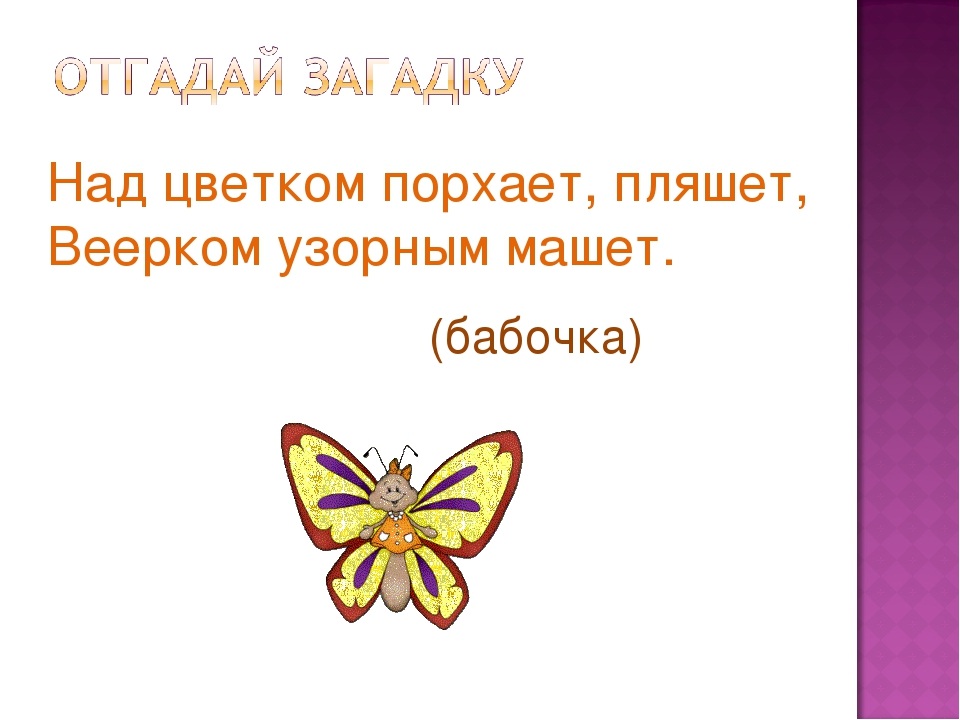 ОТГАДАЙ ЗАГАДКУ
Над цветком порхает, пляшет,
Веерком узорным машет.
(бабочка)